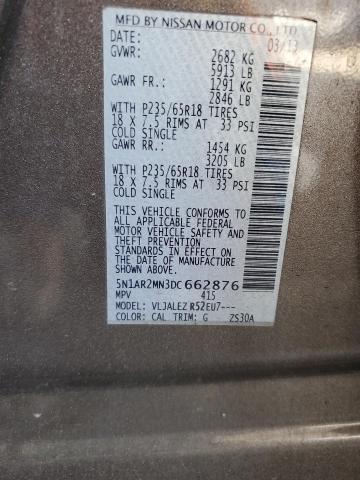 MFD BY NISSAN MOTOR CO., LTD.
DATE: 03/13
GVWR: 2682 KG
5913 LB
GAWR FR.: 1291 KG
2846 LB
WITH P235/65R18 TIRES
18 X 7.5 RIMS AT 33 PSI
COLD SINGLE
GAWR RR.: 1454 KG
3205 LB
WITH P235/65R18 TIRES
18 X 7.5 RIMS AT 33 PSI
COLD SINGLE
THIS VEHICLE CONFORMS TO
ALL APPLICABLE FEDERAL
MOTOR VEHICLE SAFETY AND
THEFT PREVENTION STANDARDS
IN EFFECT ON
THE DATE OF MANUFACTURE
SHOWN ABOVE.
5N1AR2MN3DC662876
MPV 415
MODEL: VLJALEZ R52EU7---
COLOR: CAL TRIM: G ZS30A